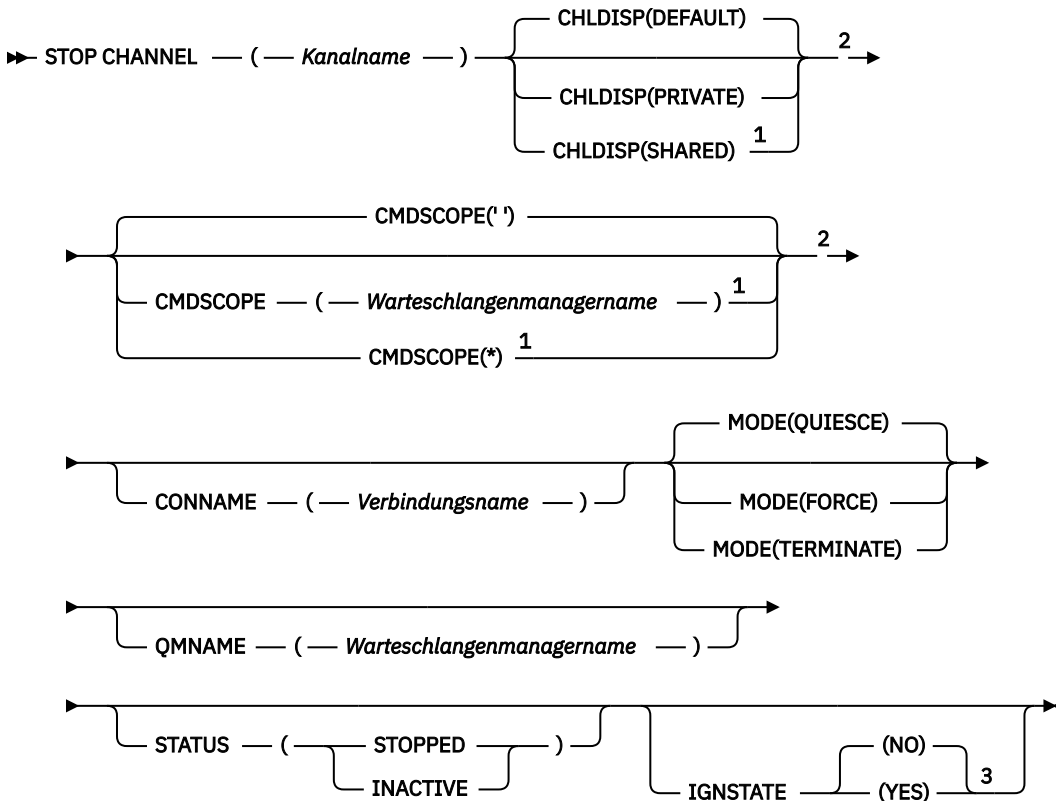 CHLDISP(DEFAULT)
STOP CHANNEL ( Kanalname ) 2
CHLDISP(PRIVATE)
CHLDISP(SHARED) 1
CMDSCOPE(' ')
2
CMDSCOPE ( Warteschlangenmanagername ) 1
CMDSCOPE(*) 1
MODE(QUIESCE)
CONNAME ( Verbindungsname ) MODE(FORCE)
MODE(TERMINATE)
QMNAME ( Warteschlangenmanagername )
STATUS ( STOPPED ) (NO)
INACTIVE IGNSTATE (YES) 3